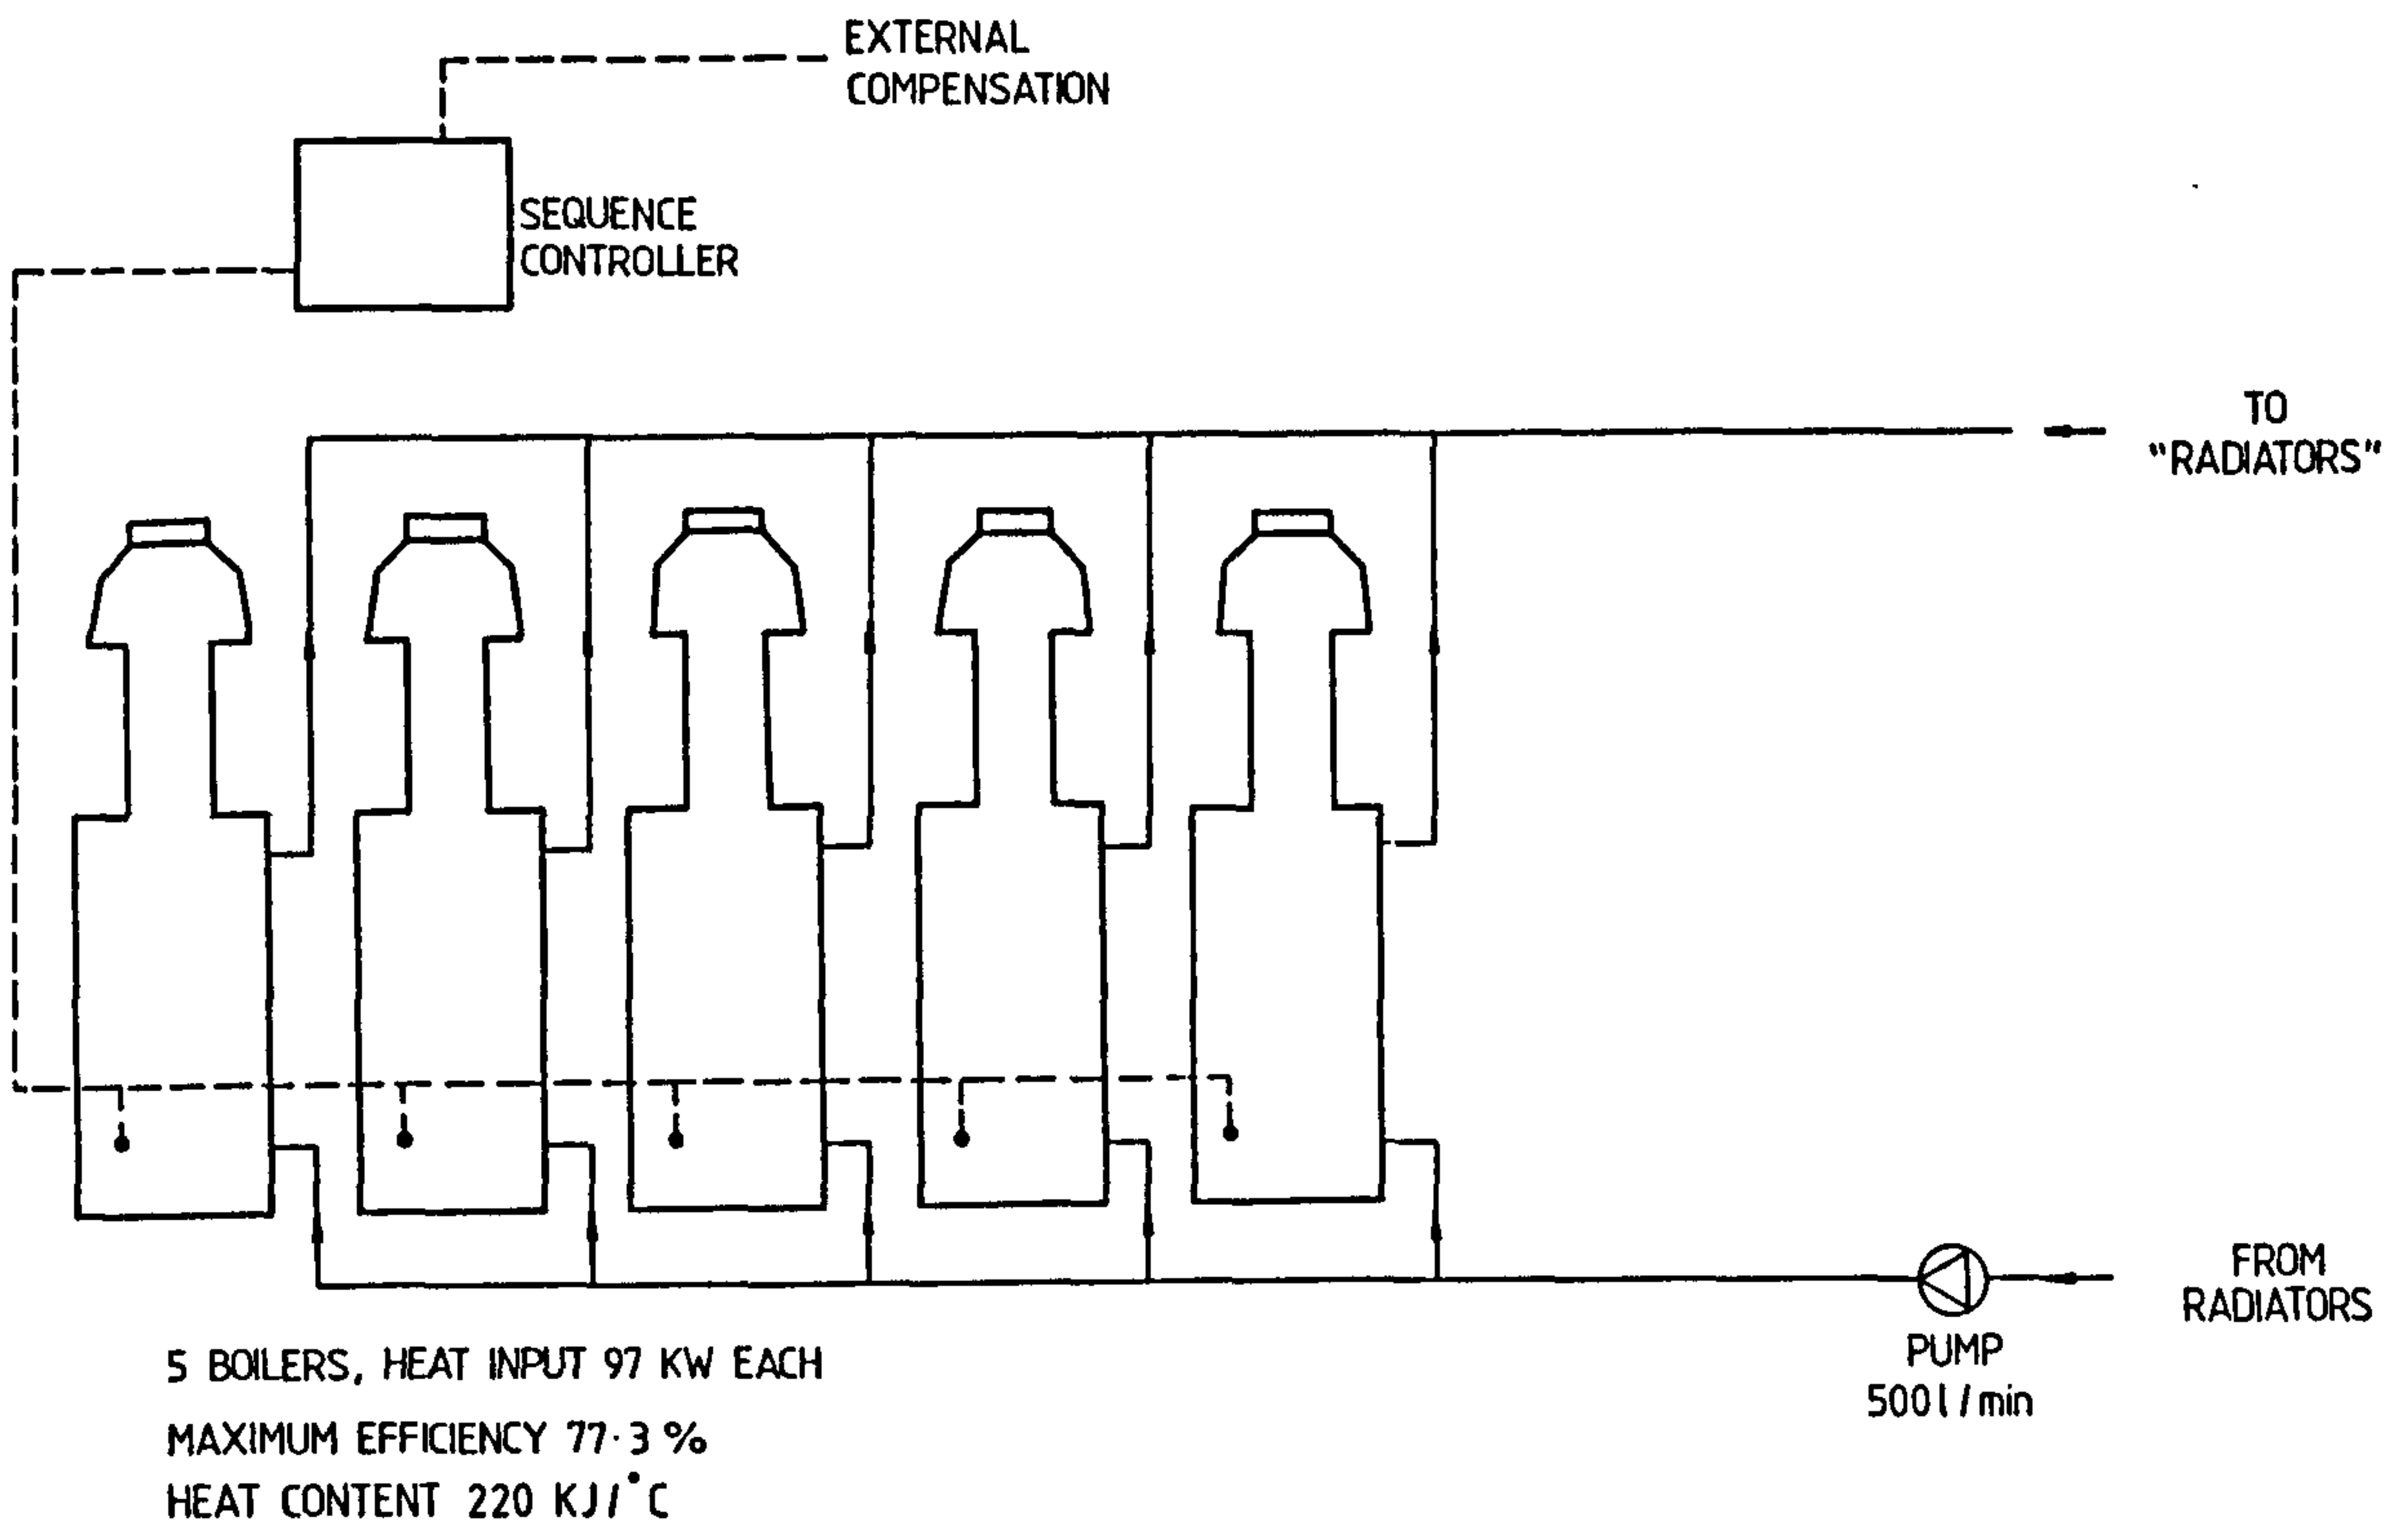 EXTERNAL
COMPENSATION
SEQUENCE
CONTROLLER
TO
"RADIATORS"
FROM
RADIATORS
PUMP
500 l / min
5 BOILERS, HEAT INPUT 97 KW EACH
MAXIMUM EFFICIENCY 77·3 %
HEAT CONTENT 220 KJ/°C